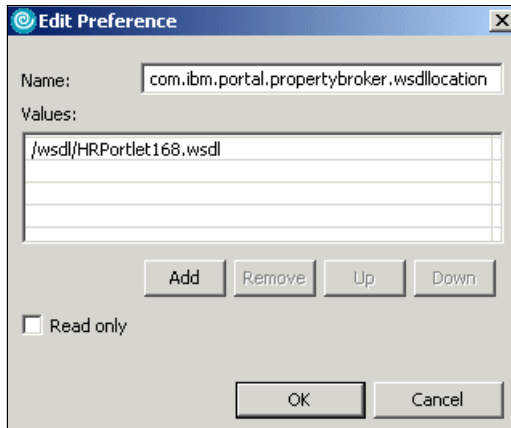 Edit Preference
Name:
com.ibm.portal.propertybroker.wsdllocation
Values:
/wsdl/HRPortlet168.wsdl
Add Remove Up Down
Read only
OK Cancel